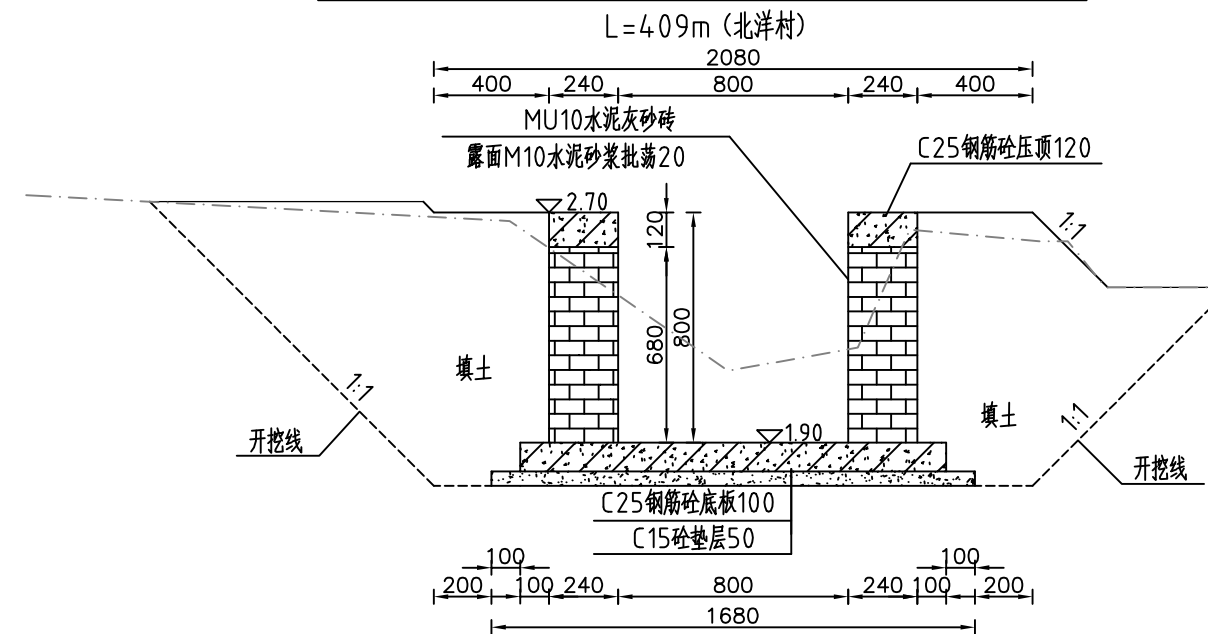 L=409m（北洋村）
2080
400 240 800 240 400
MU10水泥灰砂砖
露面M10水泥砂浆批荡20
C25钢筋砼压顶120
2.70
120
1:1
680
800
填土
填土
1:1
1:1
开挖线
1.90
开挖线
C25钢筋砼底板100
C15砼垫层50
100 100
200 100 240 800 240 100 200
1680